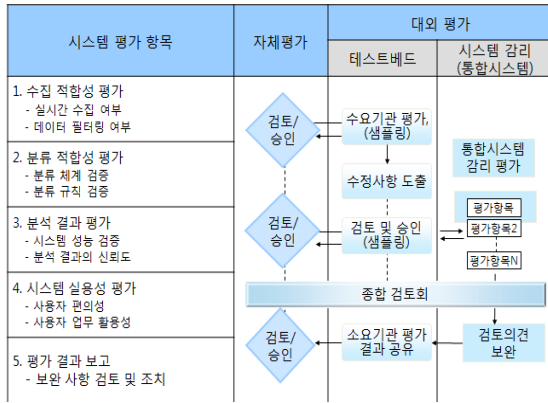 시스템 평가 항목
자체평가
대외 평가
테스트베드
시스템 감리
(통합시스템)
1. 수집 적합성 평가
- 실시간 수집 여부
- 데이터 필터링 여부
2. 분류 적합성 평가
- 분류 체계 검증
- 분류 규칙 검증
3. 분석 결과 평가
- 시스템 성능 검증
- 분석 결과의 신뢰도
4. 시스템 실용성 평가
- 사용자 편의성
- 사용자 업무 활용성
5. 평가 결과 보고
- 보완 사항 검토 및 조치
검토/
승인
수요기관 평가,
(샘플링)
수정사항 도출
통합시스템
감리 평가
검토/
승인
검토 및 승인
(샘플링)
평가항목
평가항목2
평가항목N
종합 검토회
검토/
승인
소요기관 평가
결과 공유
검토의견
보완